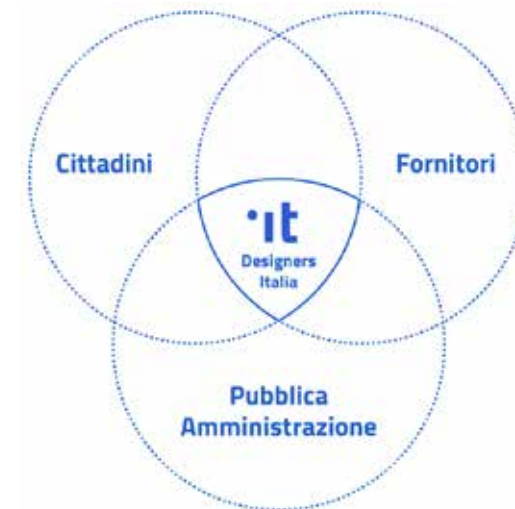 Cittadini
Fornitori
·ıt
Designers
Italia
Pubblica
Amministrazione